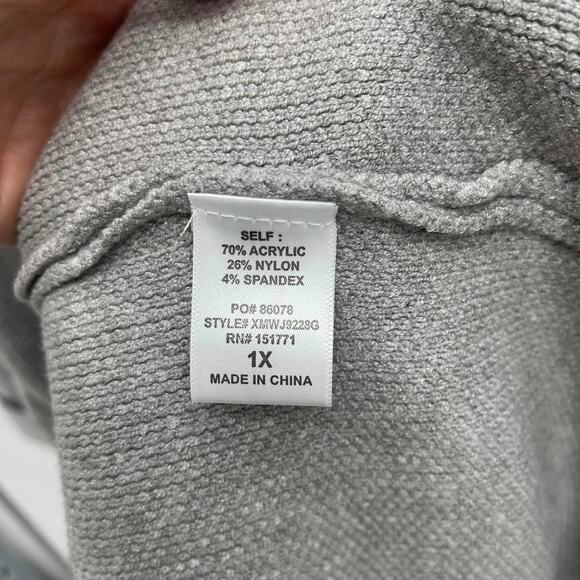 SELF :
70% ACRYLIC
26% NYLON
4% SPANDEX
PO# 86078
STYLE# XMWJ9228G
RN# 151771
1X
MADE IN CHINA